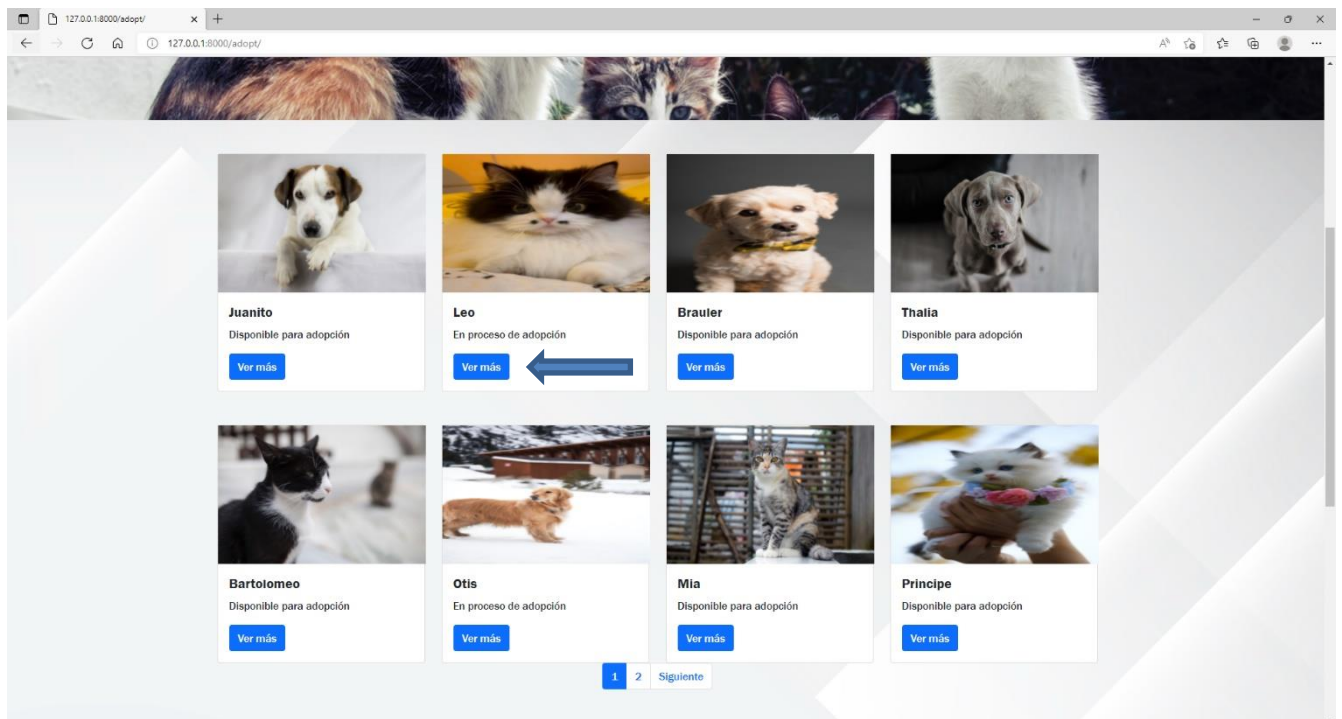 127.0.0.1:8000/adopt/
127.0.0.1:8000/adopt/
Juanito
Leo
Brauler
Thalia
Disponible para adopción
En proceso de adopción
Disponible para adopción
Disponible para adopción
Ver más
Ver más
Ver más
Ver más
Bartolomeo
Otis
Mia
Principe
Disponible para adopción
En proceso de adopción
Disponible para adopción
Disponible para adopción
Ver más
Ver más
Ver más
Ver más
1 2 Siguiente